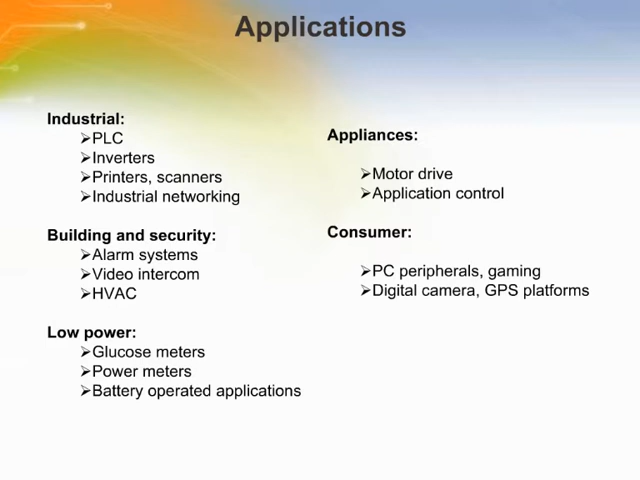 Applications
Industrial:
➢PLC
➢Inverters
➢Printers, scanners
➢Industrial networking
Building and security:
➢Alarm systems
➢Video intercom
➢HVAC
Low power:
➢Glucose meters
➢Power meters
➢Battery operated applications
Appliances:
➢Motor drive
➢Application control
Consumer:
➢PC peripherals, gaming
➢Digital camera, GPS platforms